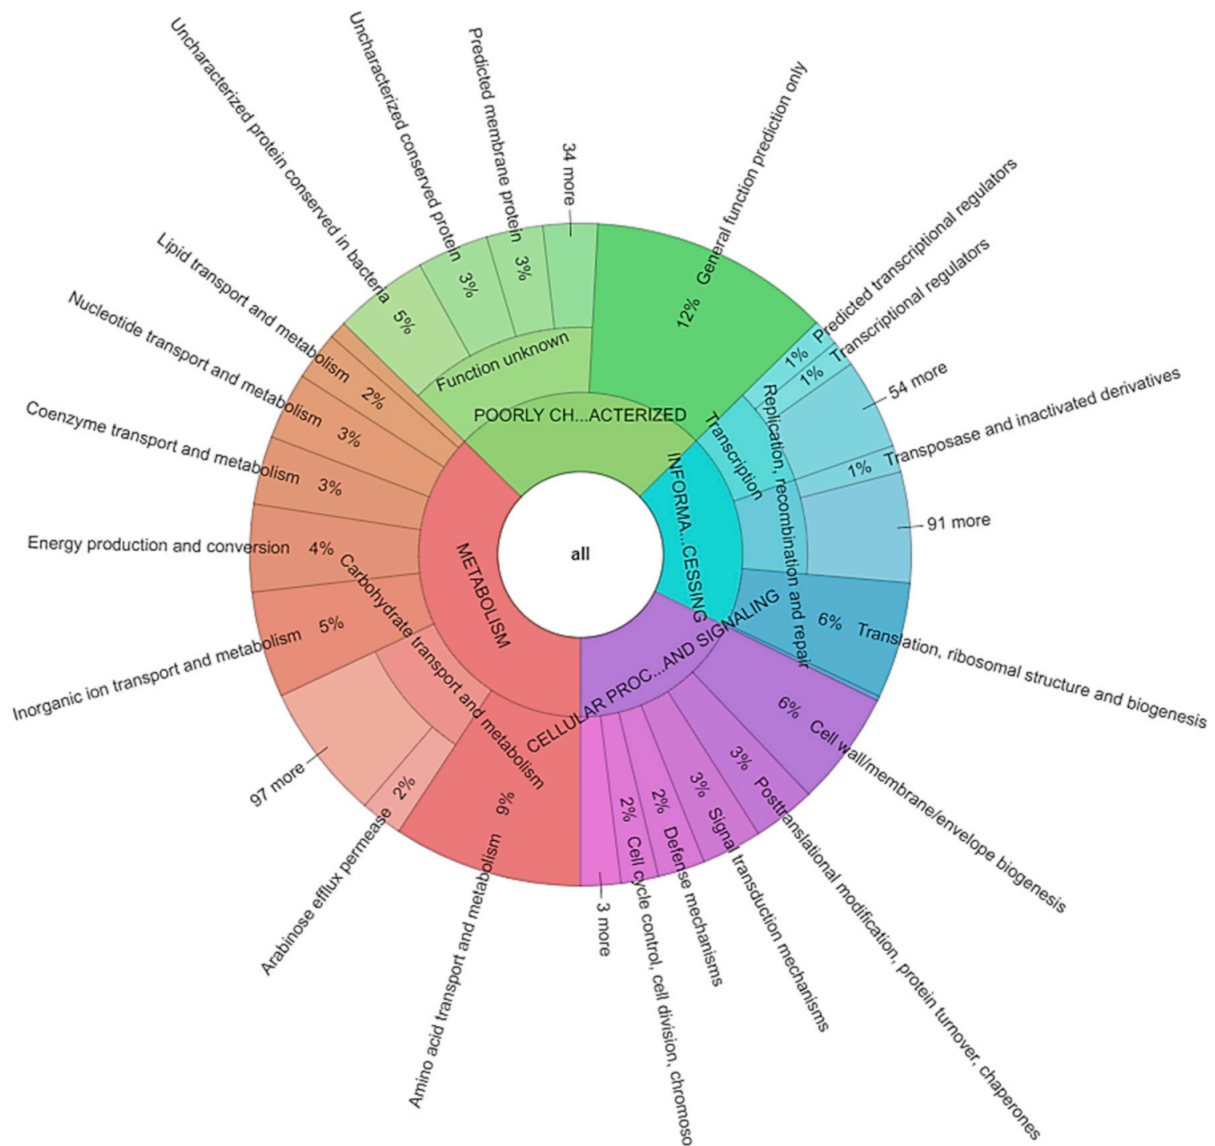 all
POORLY CH...ACTERIZED
Function unknown
5% Uncharacterized protein conserved in bacteria
3% Uncharacterized conserved protein
3% Predicted membrane protein
34 more
12% General function prediction only
INFORMA...CESSING
Transcription
1% Predicted transcriptional regulators
1% Transcriptional regulators
54 more
Replication, recombination and repair
1% Transposase and inactivated derivatives
91 more
6% Translation, ribosomal structure and biogenesis
CELLULAR PROC...AND SIGNALING
6% Cell wall/membrane/envelope biogenesis
3% Posttranslational modification, protein turnover, chaperones
3% Signal transduction mechanisms
2% Defense mechanisms
2% Cell cycle control, cell division, chromoso
3 more
METABOLISM
Amino acid transport and metabolism 9%
Carbohydrate transport and metabolism
Arabinose efflux permease 2%
97 more
Inorganic ion transport and metabolism 5%
Energy production and conversion 4%
Coenzyme transport and metabolism 3%
Nucleotide transport and metabolism 3%
Lipid transport and metabolism 2%